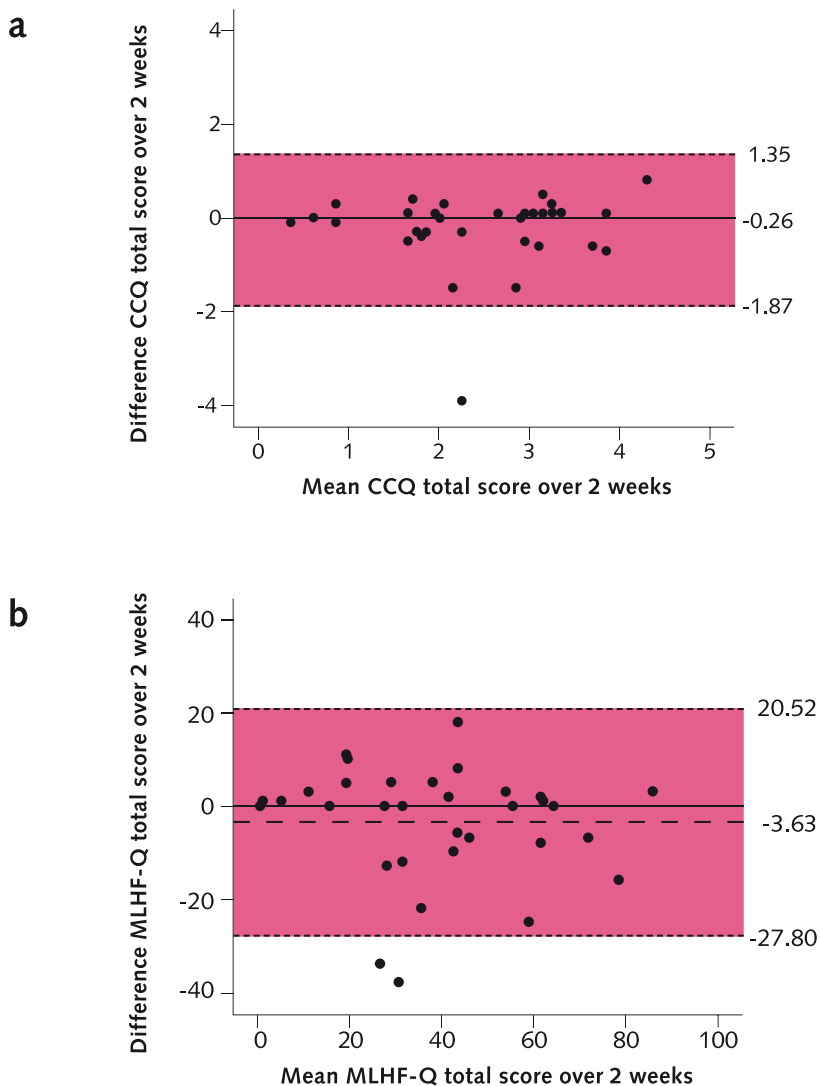 a
Difference CCQ total score over 2 weeks
4
2
0
-2
-4
1.35
-0.26
-1.87
0 1 2 3 4 5
Mean CCQ total score over 2 weeks
b
Difference MLHF-Q total score over 2 weeks
40
20
0
-20
-40
20.52
-3.63
-27.80
0 20 40 60 80 100
Mean MLHF-Q total score over 2 weeks